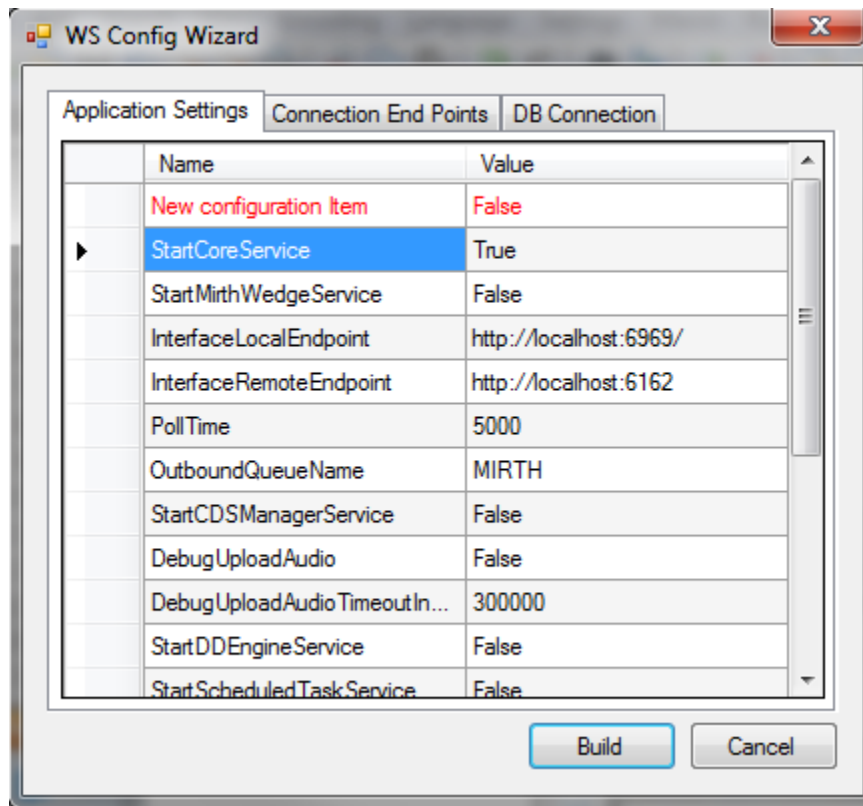 WS Config Wizard
Application Settings Connection End Points DB Connection
Name Value
New configuration Item False
StartCoreService True
StartMirthWedgeService False
InterfaceLocalEndpoint http://localhost:6969/
InterfaceRemoteEndpoint http://localhost:6162
PollTime 5000
OutboundQueueName MIRTH
StartCDSManagerService False
DebugUploadAudio False
DebugUploadAudioTimeoutIn... 300000
StartDDEngineService False
StartScheduledTaskService False
Build Cancel